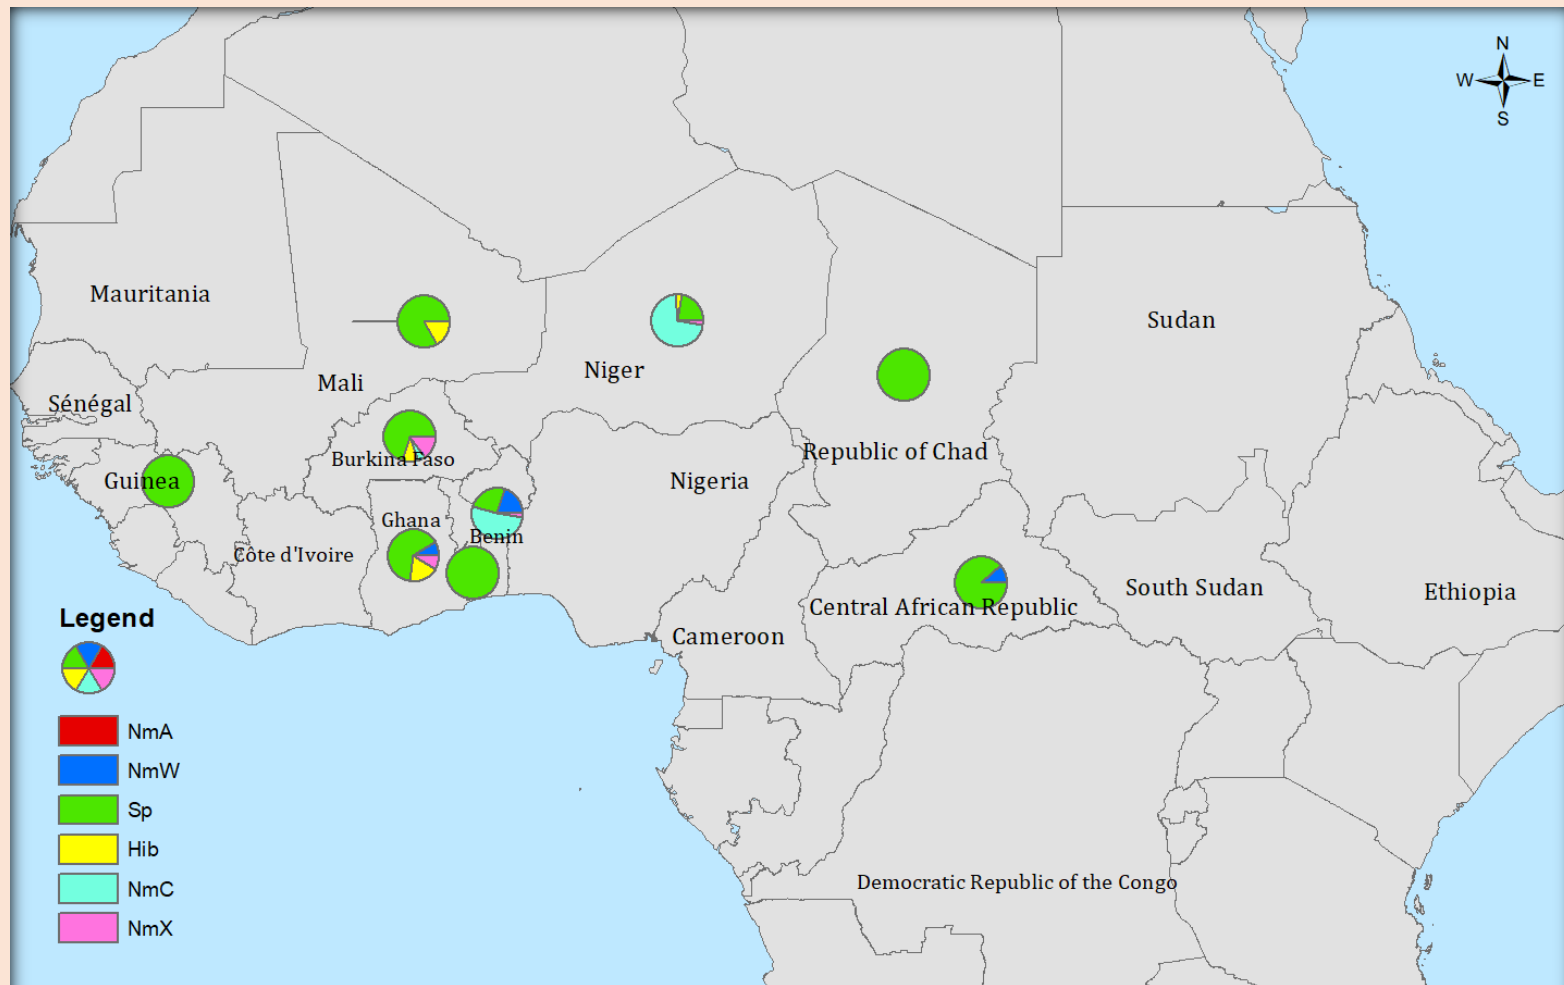 N
W E
S
Mauritania
Sudan
Niger
Mali
Sénégal
Republic of Chad
Burkina Faso
Guinea
Nigeria
Ghana
Benin
Côte d'Ivoire
South Sudan
Ethiopia
Central African Republic
Cameroon
Legend
NmA
NmW
Sp
Hib
NmC
NmX
Democratic Republic of the Congo